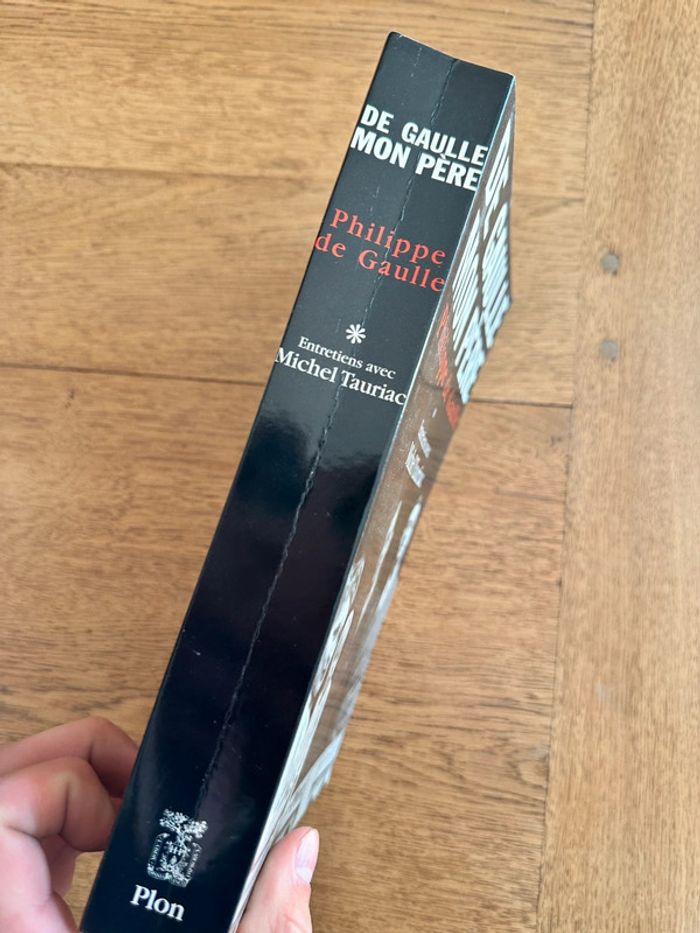 DE GAULLE
MON PÈRE
Philippe
de Gaulle
*
Entretiens avec
Michel Tauriac
Plon